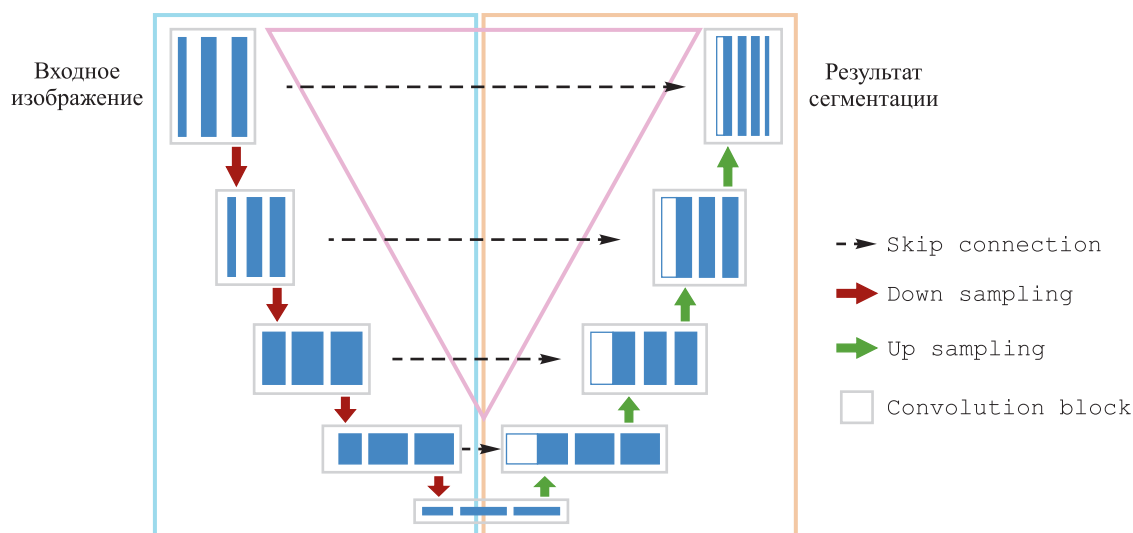 Входное
изображение
Результат
сегментации
Skip connection
Down sampling
Up sampling
Convolution block